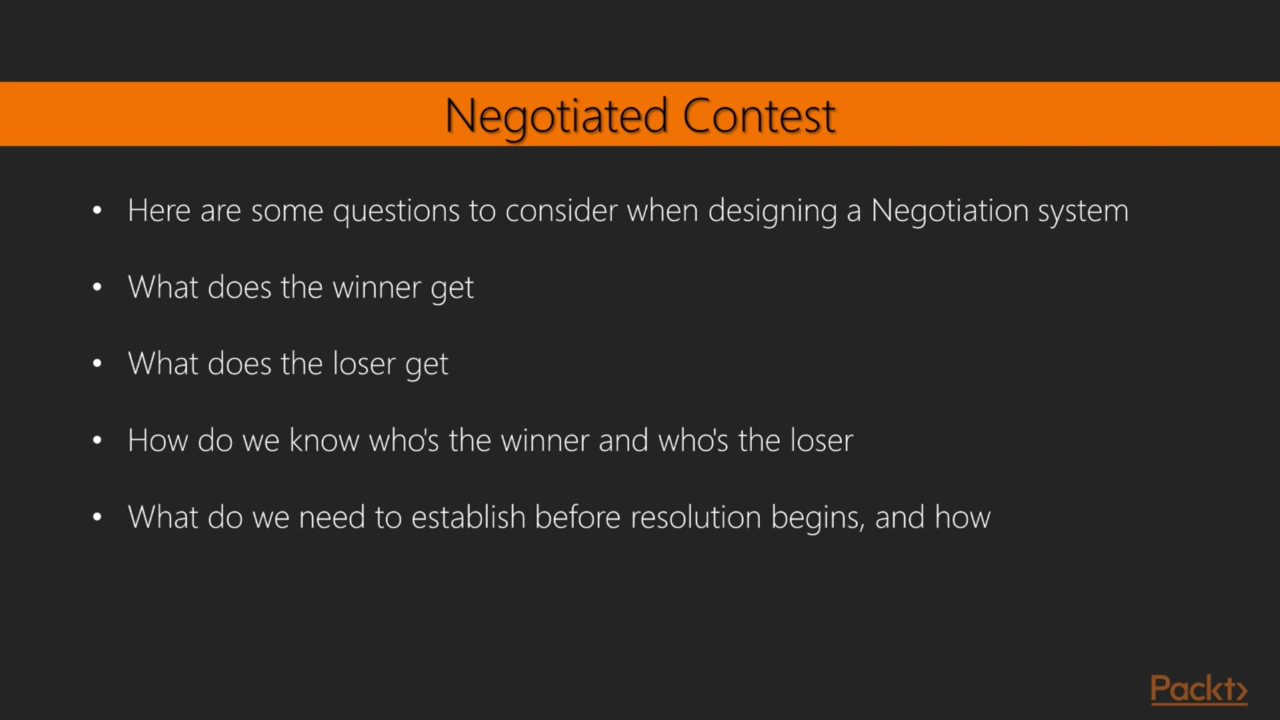 Negotiated Contest
• Here are some questions to consider when designing a Negotiation system
• What does the winner get
• What does the loser get
• How do we know who's the winner and who's the loser
• What do we need to establish before resolution begins, and how
Packt>